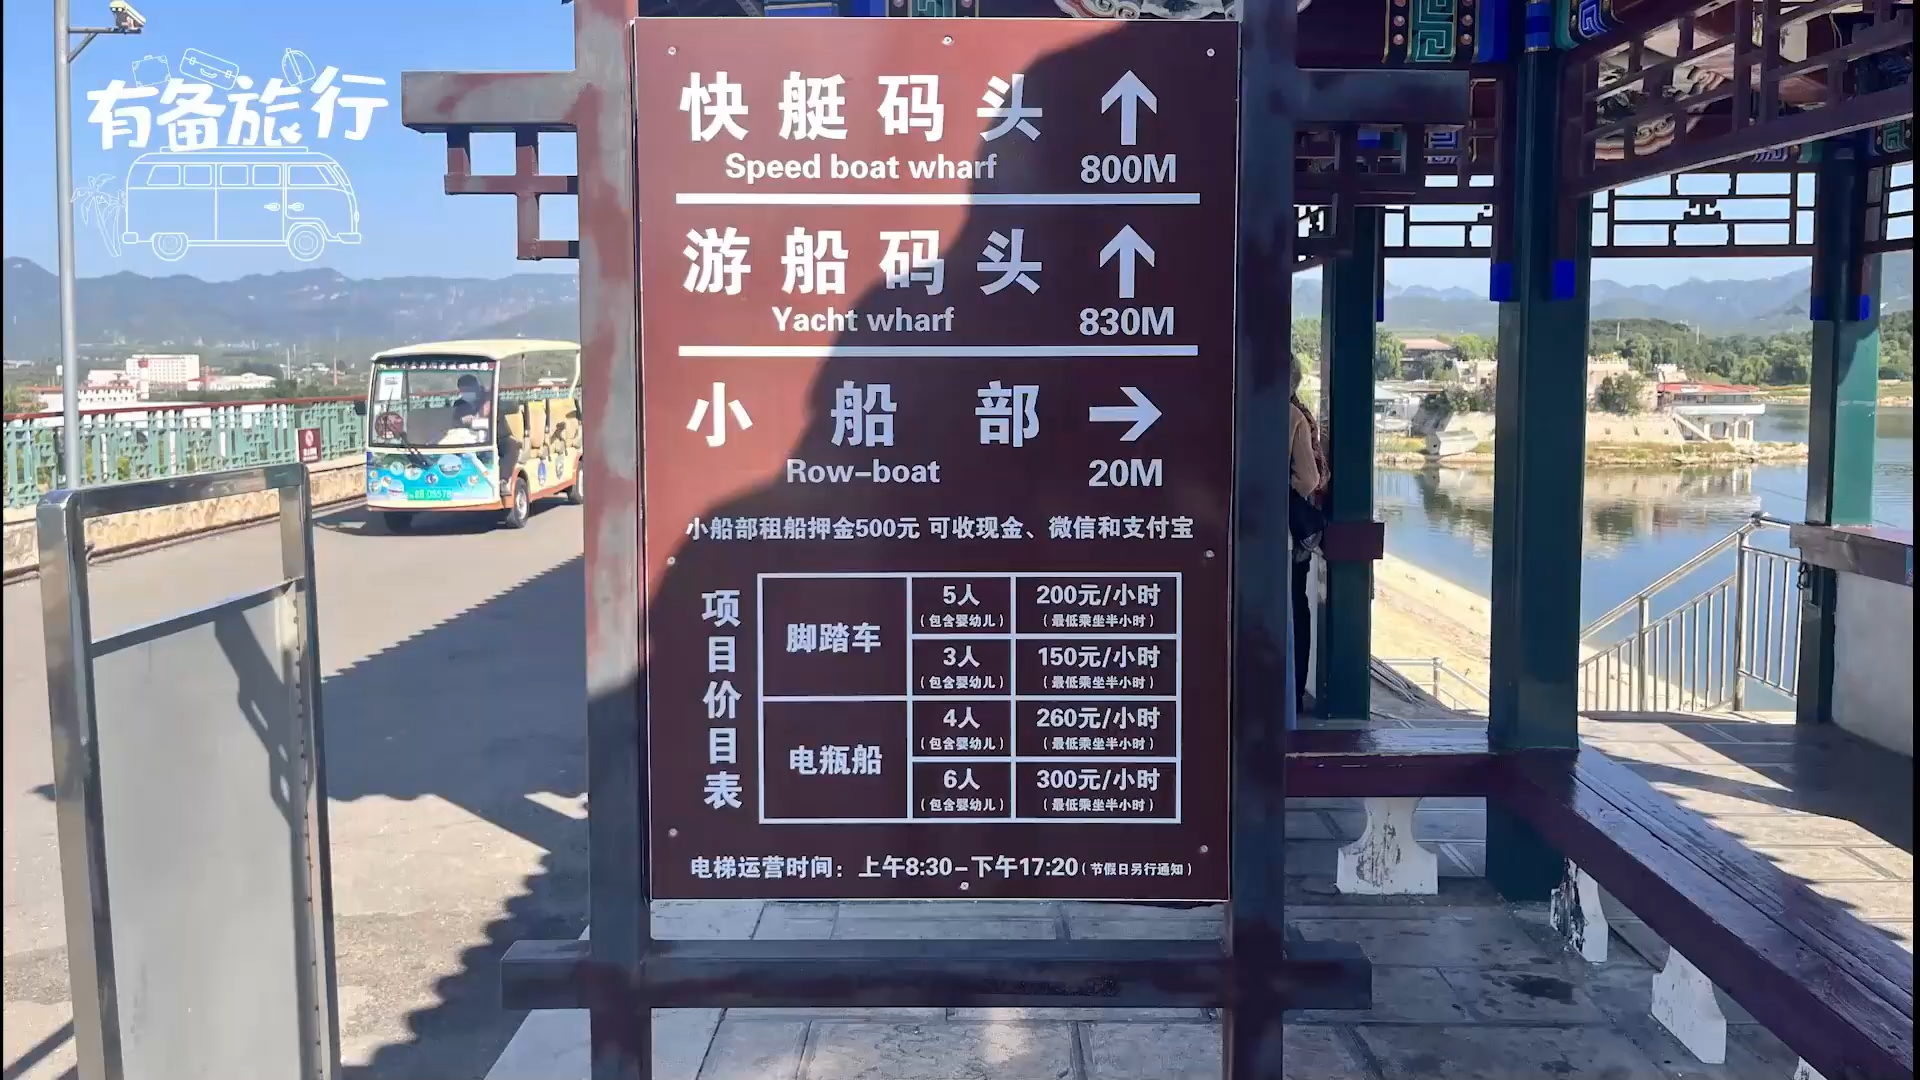 有备旅行
快艇码头
Speed boat wharf 800M
游船码头
Yacht wharf 830M
小船部
Row-boat 20M
小船部租船押金500元 可收现金、微信和支付宝
项目价目表
脚踏车
5人 200元/小时
（包含婴幼儿） （最低乘坐半小时）
3人 150元/小时
（包含婴幼儿） （最低乘坐半小时）
电瓶船
4人 260元/小时
（包含婴幼儿） （最低乘坐半小时）
6人 300元/小时
（包含婴幼儿） （最低乘坐半小时）
电梯运营时间：上午8:30-下午17:20（节假日另行通知）